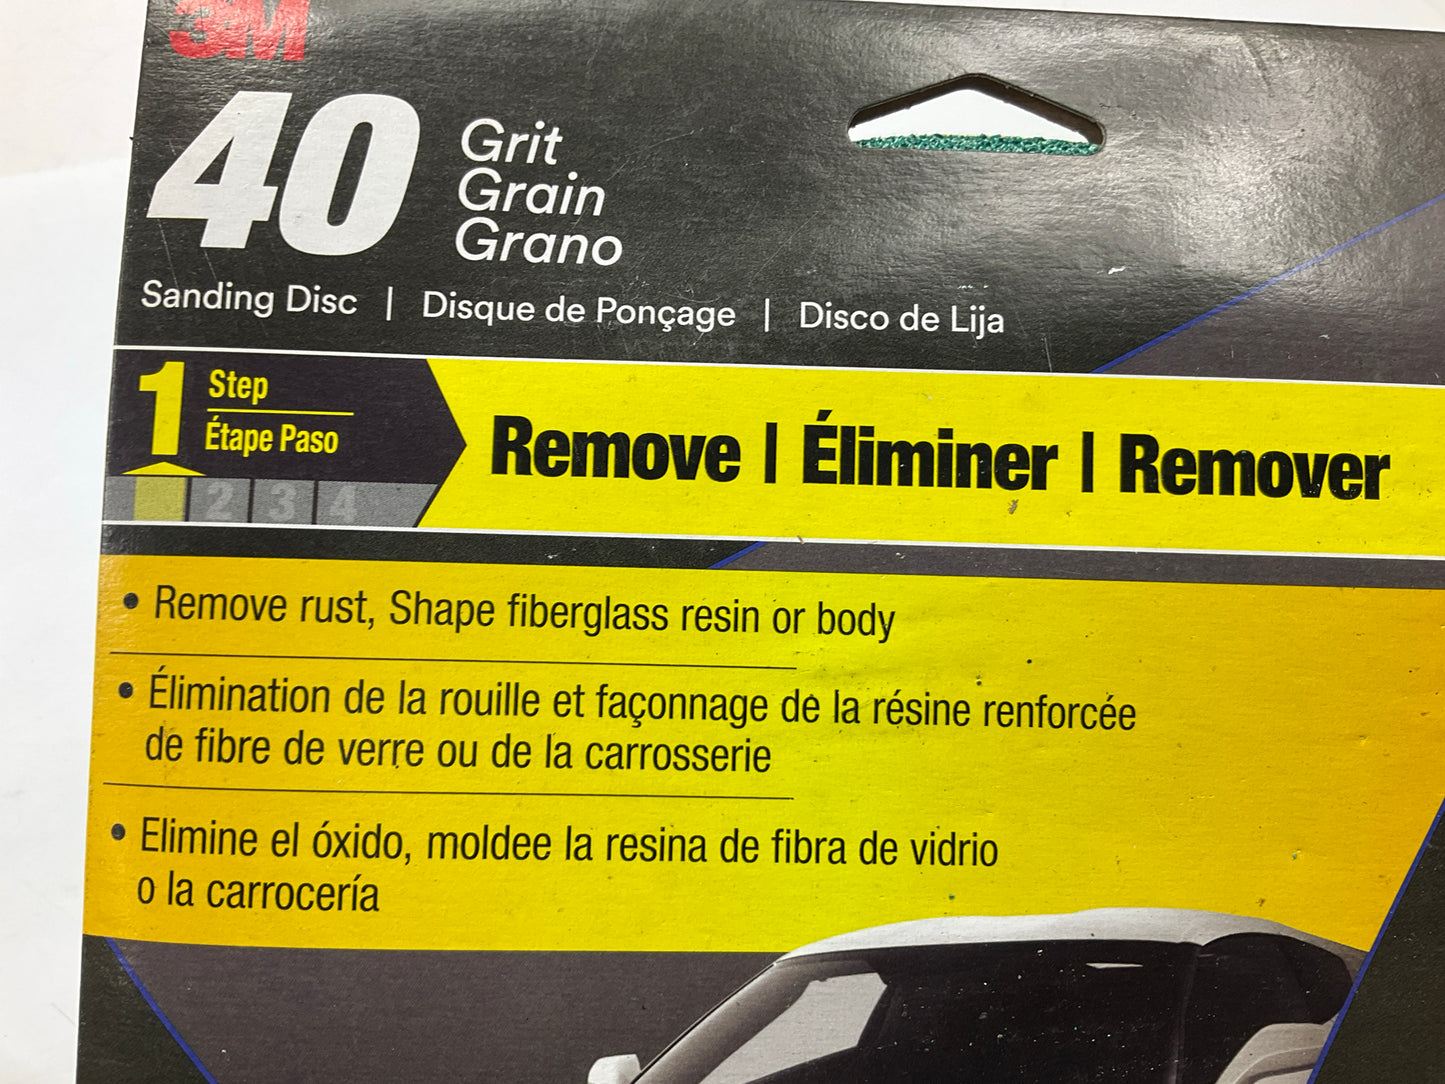 3M
40
Grit
Grain
Grano
Sanding Disc | Disque de Ponçage | Disco de Lija
1
Step
Étape Paso
2 3 4
Remove | Éliminer | Remover
• Remove rust, Shape fiberglass resin or body
• Élimination de la rouille et façonnage de la résine renforcée
de fibre de verre ou de la carrosserie
• Elimine el óxido, moldee la resina de fibra de vidrio
o la carrocería